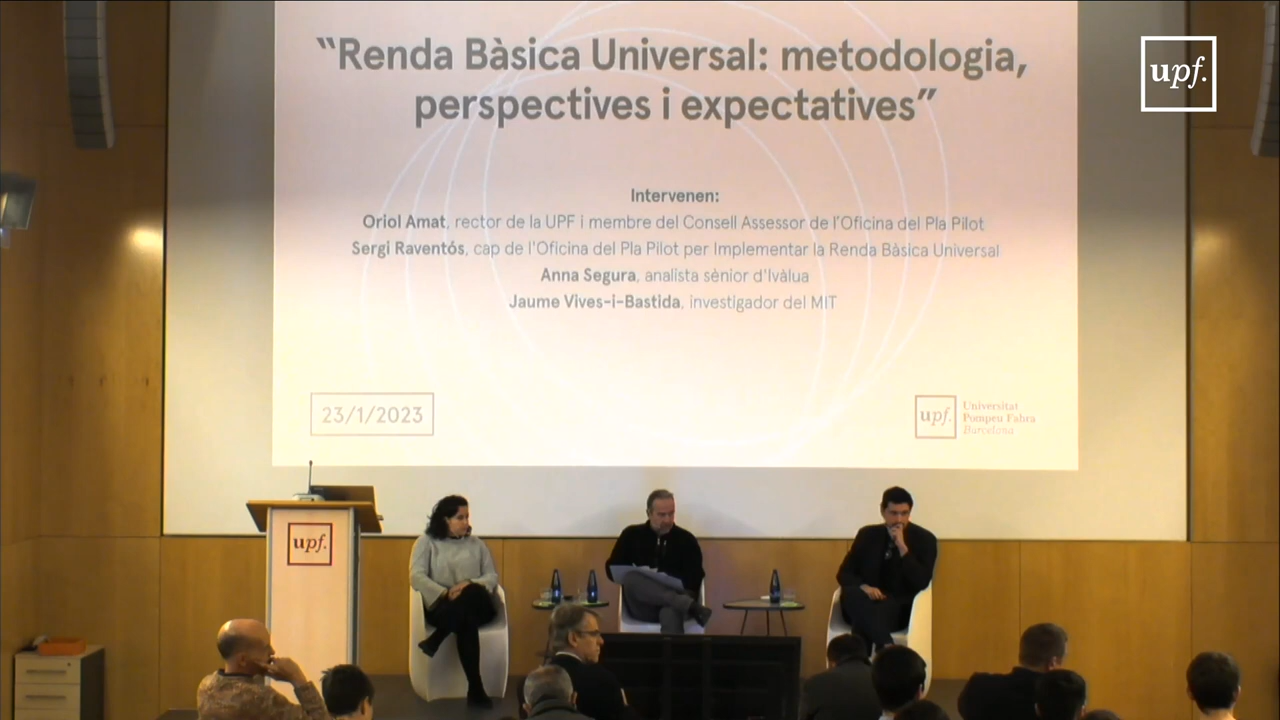 “Renda Bàsica Universal: metodologia,
perspectives i expectatives”
upf.
Intervenen:
Oriol Amat, rector de la UPF i membre del Consell Assessor de l'Oficina del Pla Pilot
Sergi Raventós, cap de l'Oficina del Pla Pilot per Implementar la Renda Bàsica Universal
Anna Segura, analista sènior d'Ivàlua
Jaume Vives-i-Bastida, investigador del MIT
23/1/2023
upf.
Universitat
Pompeu Fabra
Barcelona
upf.